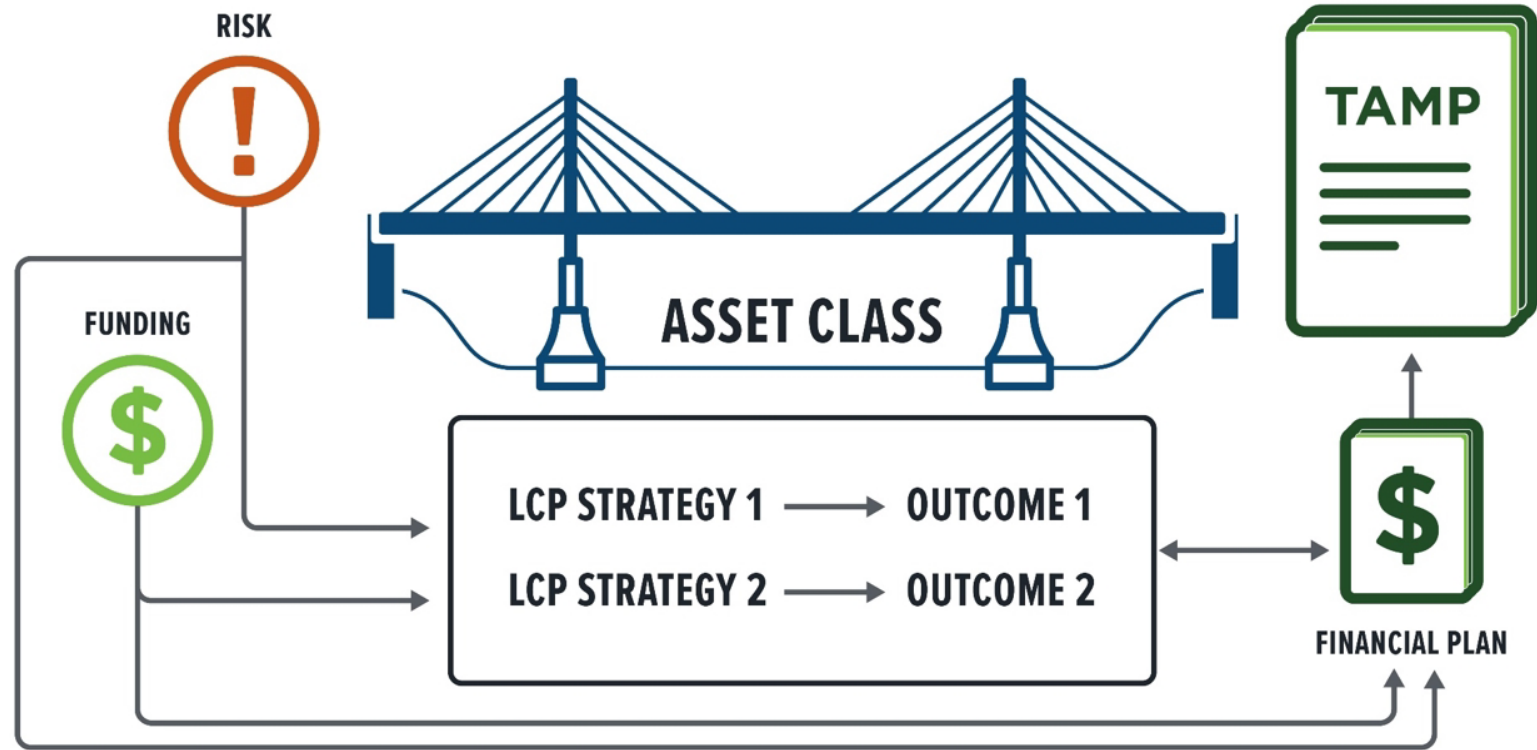 RISK
!
TAMP
FUNDING
$
ASSET CLASS
LCP STRATEGY 1 OUTCOME 1
LCP STRATEGY 2 OUTCOME 2
$
FINANCIAL PLAN